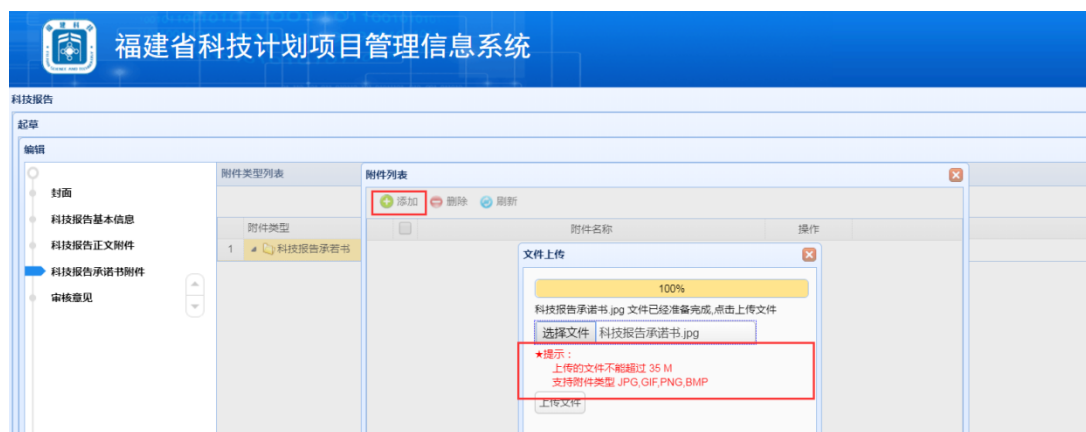 福建省科技计划项目管理信息系统
科技报告
起草
编辑
封面
科技报告基本信息
科技报告正文附件
科技报告承诺书附件
审核意见
附件类型列表
附件类型
1 科技报告承若书
附件列表
添加 删除 刷新
附件名称 操作
文件上传
100%
科技报告承诺书.jpg 文件已经准备完成,点击上传文件
选择文件 科技报告承诺书.jpg
★提示：
上传的文件不能超过 35 M
支持附件类型 JPG,GIF,PNG,BMP
上传文件